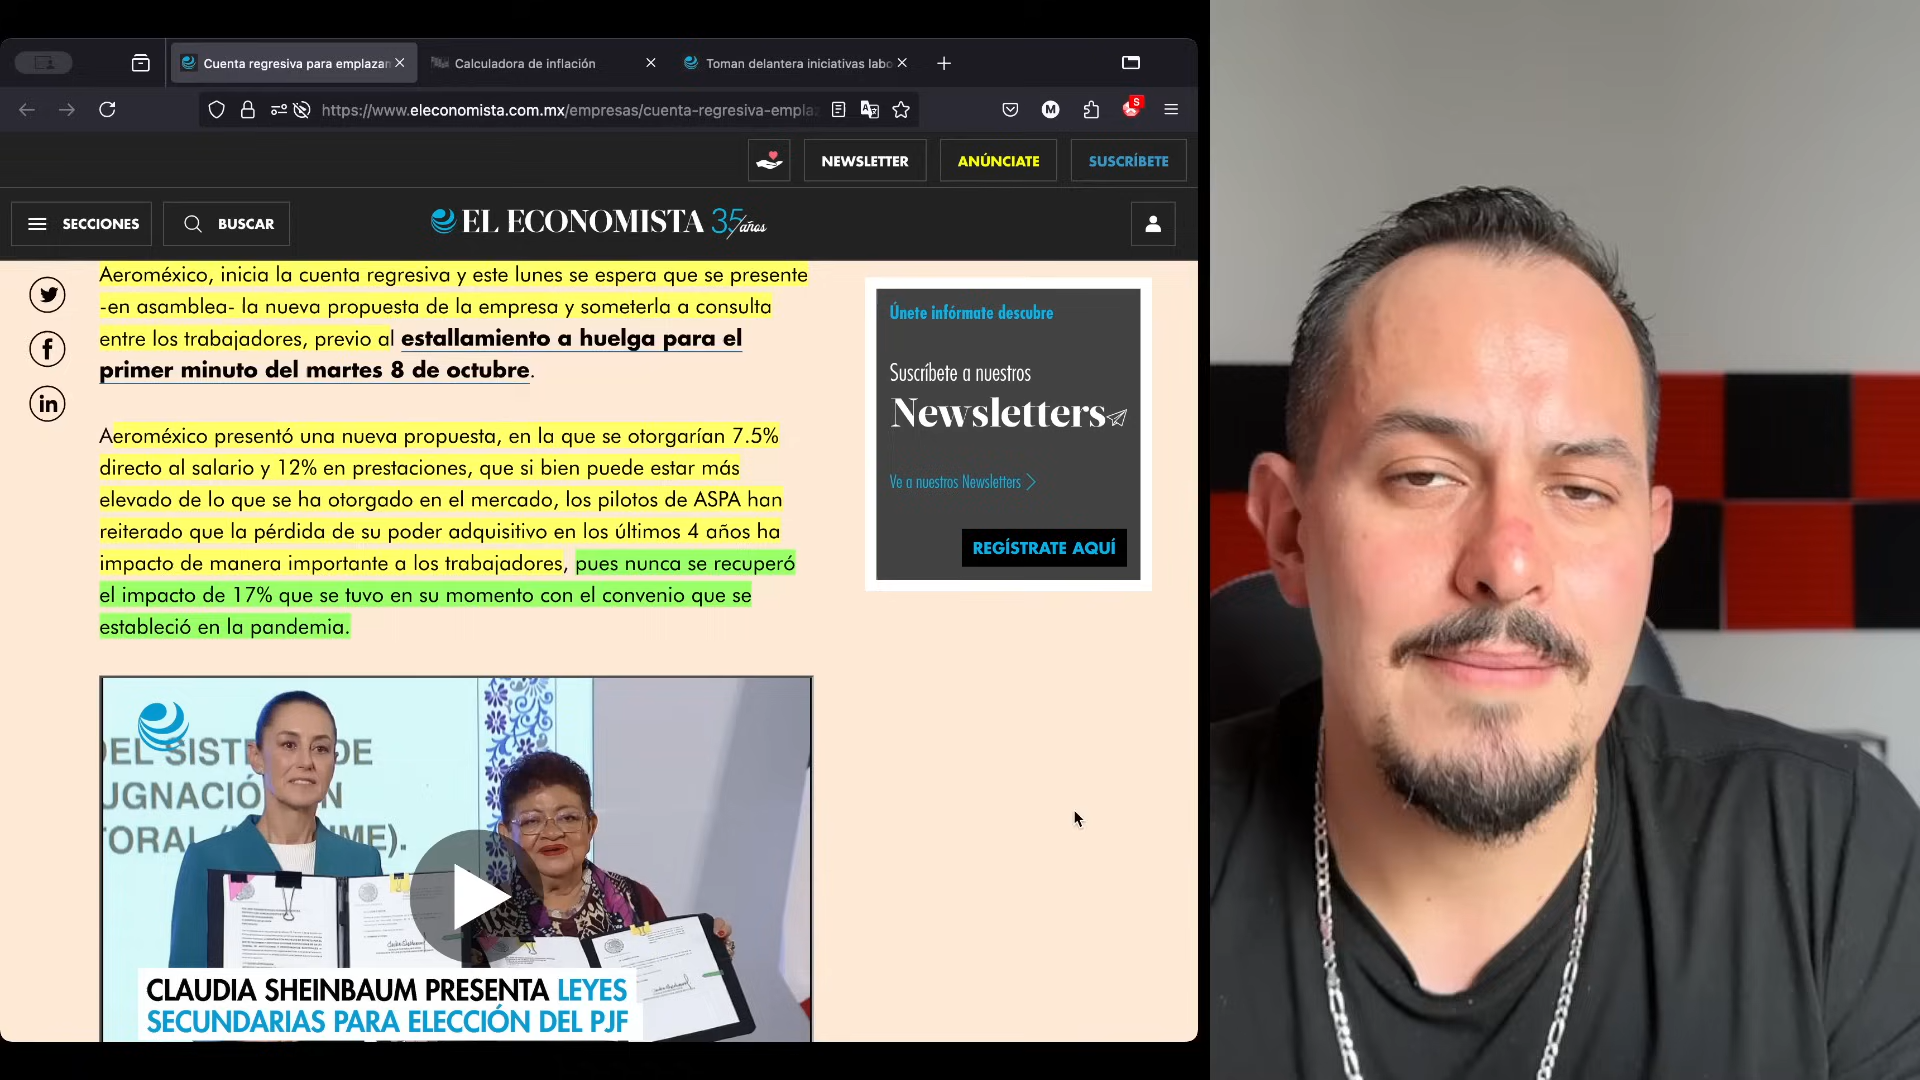 Cuenta regresiva para emplazan
Calculadora de inflación
Toman delantera iniciativas labo
https://www.eleconomista.com.mx/empresas/cuenta-regresiva-empla
M
S
NEWSLETTER
ANÚNCIATE
SUSCRÍBETE
SECCIONES
BUSCAR
EL ECONOMISTA 35 años
Aeroméxico, inicia la cuenta regresiva y este lunes se espera que se presente
-en asamblea- la nueva propuesta de la empresa y someterla a consulta
entre los trabajadores, previo al estallamiento a huelga para el
primer minuto del martes 8 de octubre.
Aeroméxico presentó una nueva propuesta, en la que se otorgarían 7.5%
directo al salario y 12% en prestaciones, que si bien puede estar más
elevado de lo que se ha otorgado en el mercado, los pilotos de ASPA han
reiterado que la pérdida de su poder adquisitivo en los últimos 4 años ha
impacto de manera importante a los trabajadores, pues nunca se recuperó
el impacto de 17% que se tuvo en su momento con el convenio que se
estableció en la pandemia.
Únete infórmate descubre
Suscríbete a nuestros
Newsletters
Ve a nuestros Newsletters
REGÍSTRATE AQUÍ
DEL SISTEMA DE
UGNACIÓN
TORAL
ME).
CLAUDIA SHEINBAUM PRESENTA LEYES
SECUNDARIAS PARA ELECCIÓN DEL PJF